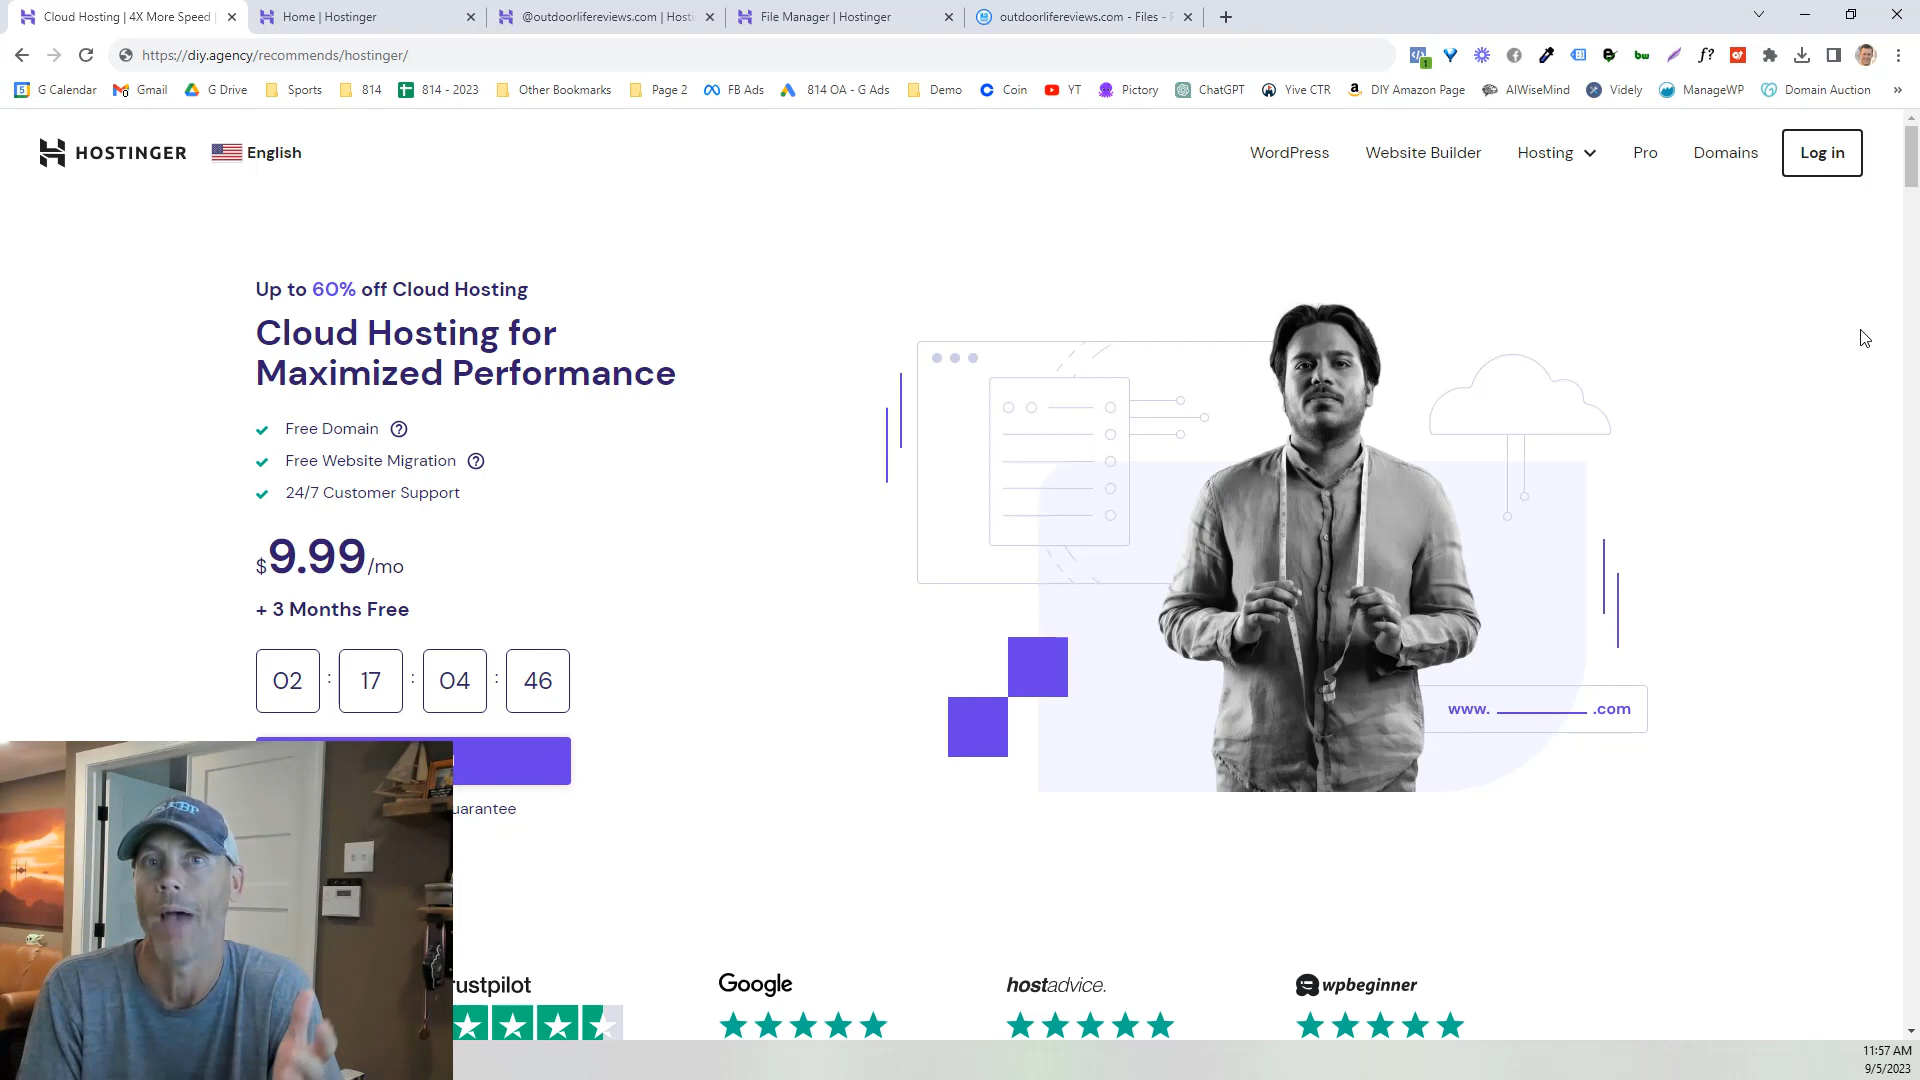 Cloud Hosting | 4X More Speed |
Home | Hostinger
@outdoorlifereviews.com | Hosti
File Manager | Hostinger
outdoorlifereviews.com - Files - F
https://diy.agency/recommends/hostinger/
1
f?
bw
5 G Calendar
Gmail
G Drive
Sports
814
814 - 2023
Other Bookmarks
Page 2
FB Ads
814 OA - G Ads
Demo
Coin
YT
Pictory
ChatGPT
Yive CTR
a DIY Amazon Page
AIWiseMind
Videly
ManageWP
Domain Auction
»
HOSTINGER
English
WordPress
Website Builder
Hosting
Pro
Domains
Log in
Up to 60% off Cloud Hosting
Cloud Hosting for
Maximized Performance
Free Domain ?
Free Website Migration ?
24/7 Customer Support
$9.99/mo
+ 3 Months Free
02 : 17 : 04 : 46
uarantee
www. ________ .com
rustpilot
Google
hostadvice.
wpbeginner
11:57 AM
9/5/2023